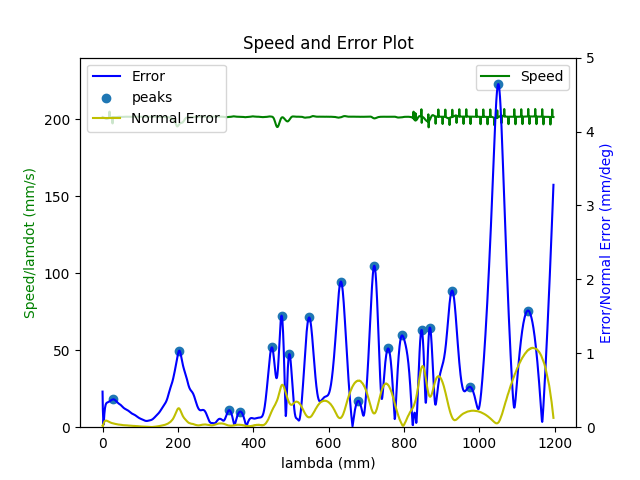 Speed and Error Plot
Error
peaks
Normal Error
Speed
Speed/lamdot (mm/s)
200
150
100
50
0
5
4
3
2
1
0
Error/Normal Error (mm/deg)
0
200
400
600
800
1000
1200
lambda (mm)